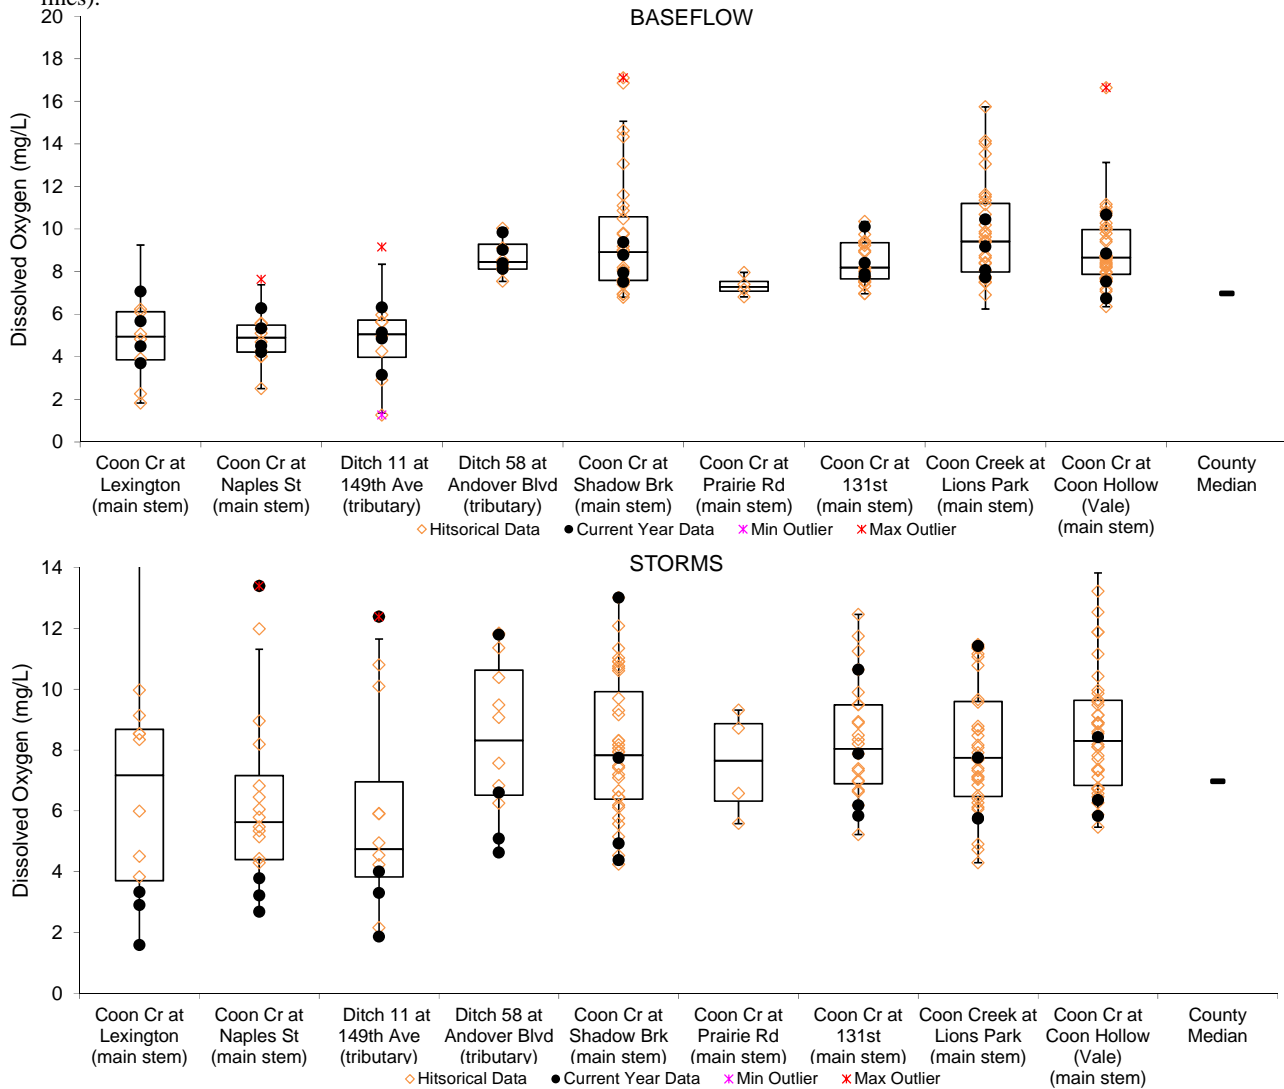 lines).
BASEFLOW
20
18
16
14
12
10
8
6
4
2
0
Dissolved Oxygen (mg/L)
Coon Cr at Lexington (main stem)
Coon Cr at Naples St (main stem)
Ditch 11 at 149th Ave (tributary)
Ditch 58 at Andover Blvd (tributary)
Coon Cr at Shadow Brk (main stem)
Coon Cr at Prairie Rd (main stem)
Coon Cr at 131st (main stem)
Coon Creek at Lions Park (main stem)
Coon Cr at Coon Hollow (Vale) (main stem)
County Median
Hitsorical Data Current Year Data Min Outlier Max Outlier
STORMS
14
12
10
8
6
4
2
0
Dissolved Oxygen (mg/L)
Coon Cr at Lexington (main stem)
Coon Cr at Naples St (main stem)
Ditch 11 at 149th Ave (tributary)
Ditch 58 at Andover Blvd (tributary)
Coon Cr at Shadow Brk (main stem)
Coon Cr at Prairie Rd (main stem)
Coon Cr at 131st (main stem)
Coon Creek at Lions Park (main stem)
Coon Cr at Coon Hollow (Vale) (main stem)
County Median
Hitsorical Data Current Year Data Min Outlier Max Outlier